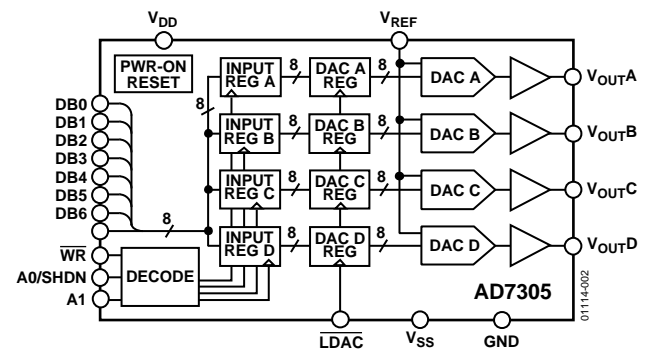 VDD
VREF
PWR-ON
RESET
INPUT
REG A
8
DAC A
REG
8
DAC A
VOUTA
8
DB0
DB1
DB2
DB3
DB4
DB5
DB6
INPUT
REG B
8
DAC B
REG
8
DAC B
VOUTB
INPUT
REG C
8
DAC C
REG
8
DAC C
VOUTC
8
INPUT
REG D
8
DAC D
REG
8
DAC D
VOUTD
WR
A0/SHDN
A1
DECODE
AD7305
01114-002
LDAC
VSS
GND